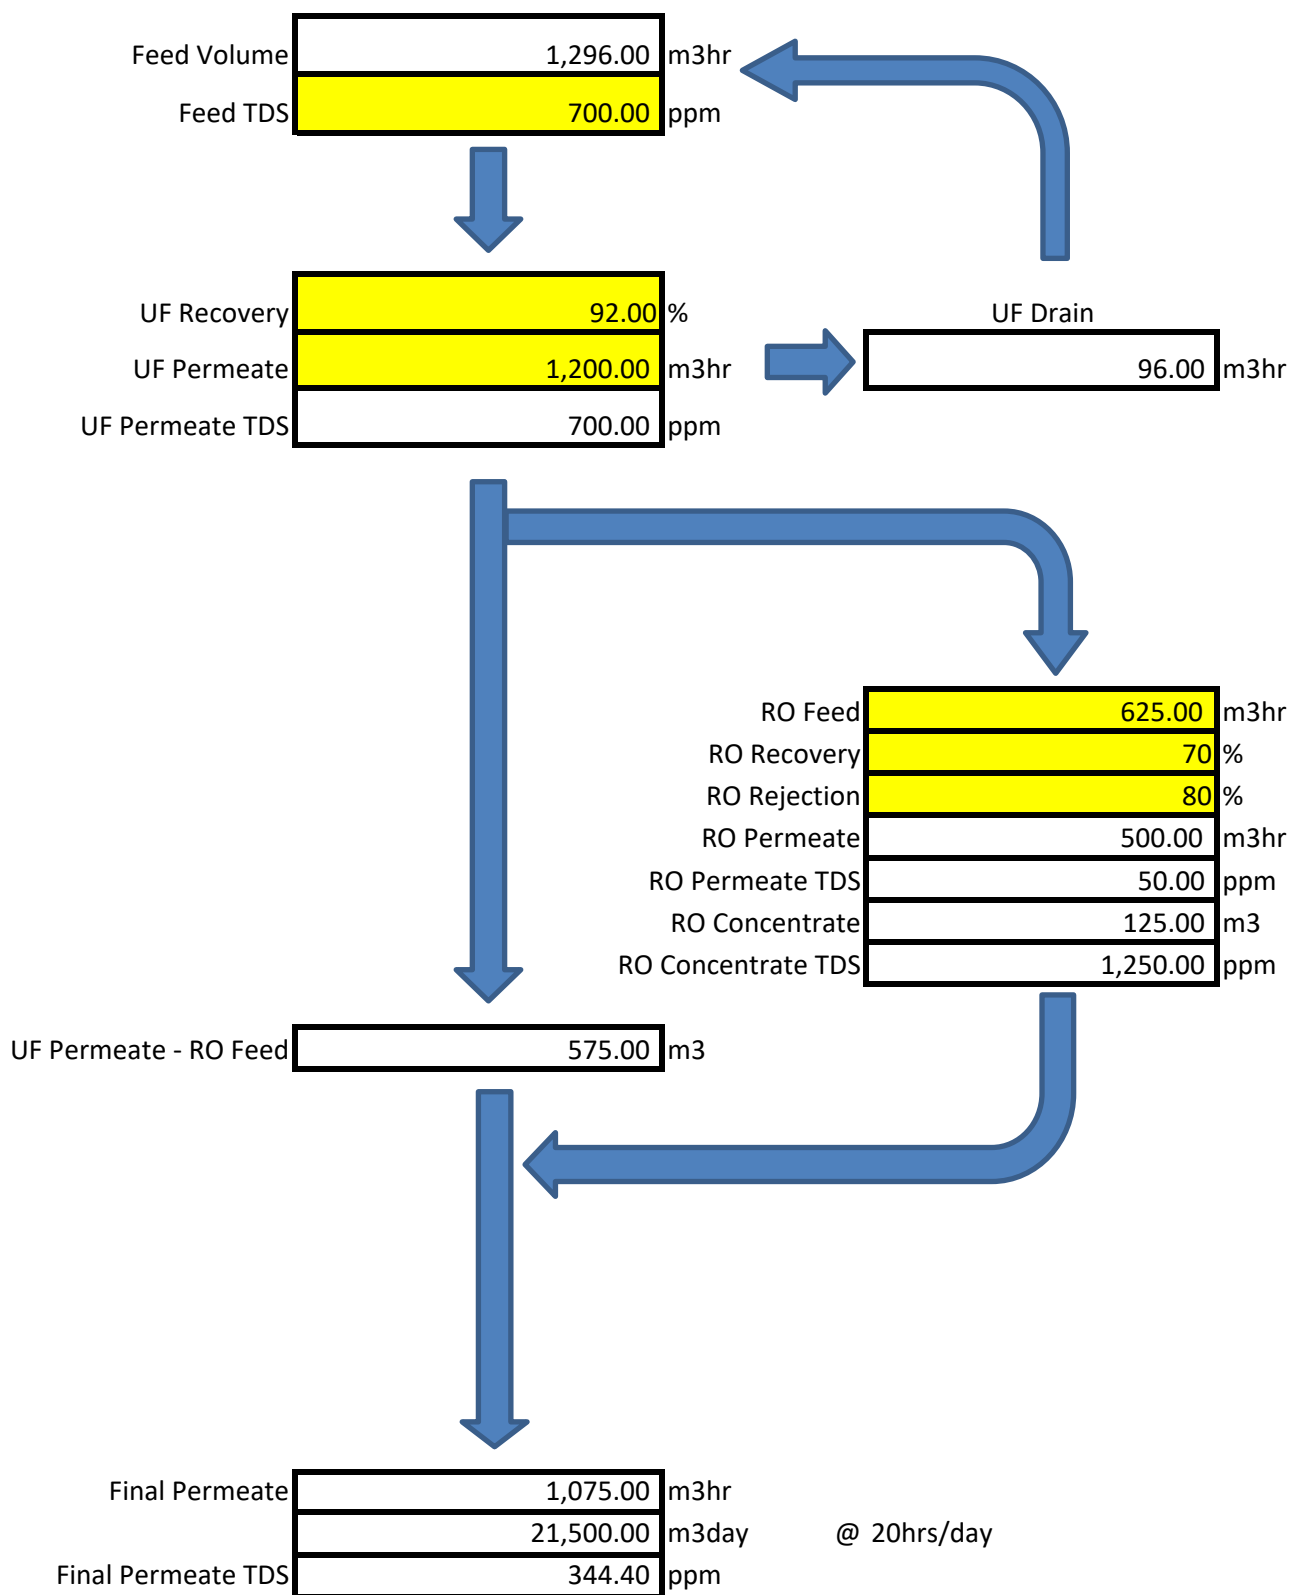 Feed Volume 1,296.00 m3hr
Feed TDS 700.00 ppm
UF Recovery 92.00 % UF Drain
UF Permeate 1,200.00 m3hr 96.00 m3hr
UF Permeate TDS 700.00 ppm
RO Feed 625.00 m3hr
RO Recovery 70 %
RO Rejection 80 %
RO Permeate 500.00 m3hr
RO Permeate TDS 50.00 ppm
RO Concentrate 125.00 m3
RO Concentrate TDS 1,250.00 ppm
UF Permeate - RO Feed 575.00 m3
Final Permeate 1,075.00 m3hr
21,500.00 m3day @ 20hrs/day
Final Permeate TDS 344.40 ppm